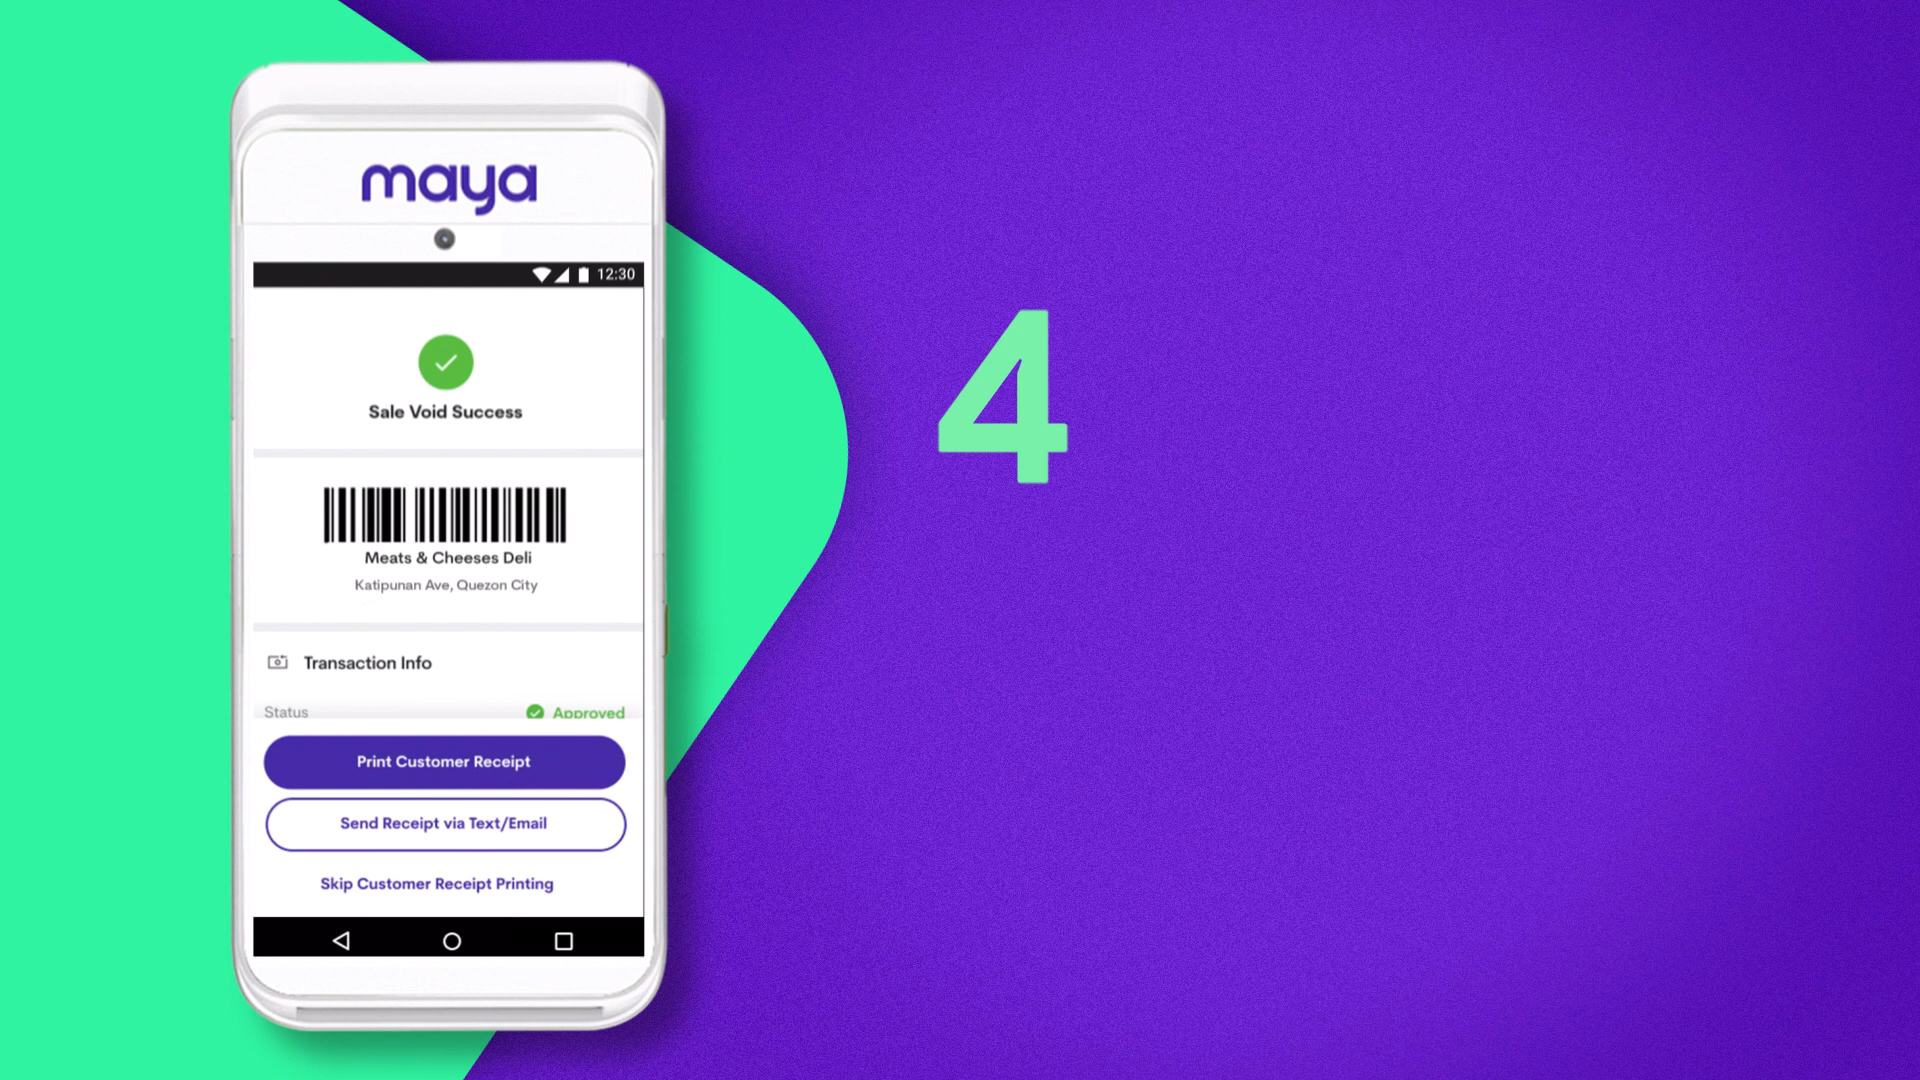 maya
12:30
Sale Void Success
Meats & Cheeses Deli
Katipunan Ave, Quezon City
Transaction Info
Status Approved
Print Customer Receipt
Send Receipt via Text/Email
Skip Customer Receipt Printing
4